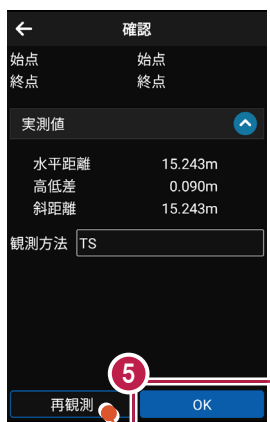 確認
始点 始点
終点 終点
実測値
水平距離 15.243m
高低差 0.090m
斜距離 15.243m
観測方法 TS
5
再観測 OK